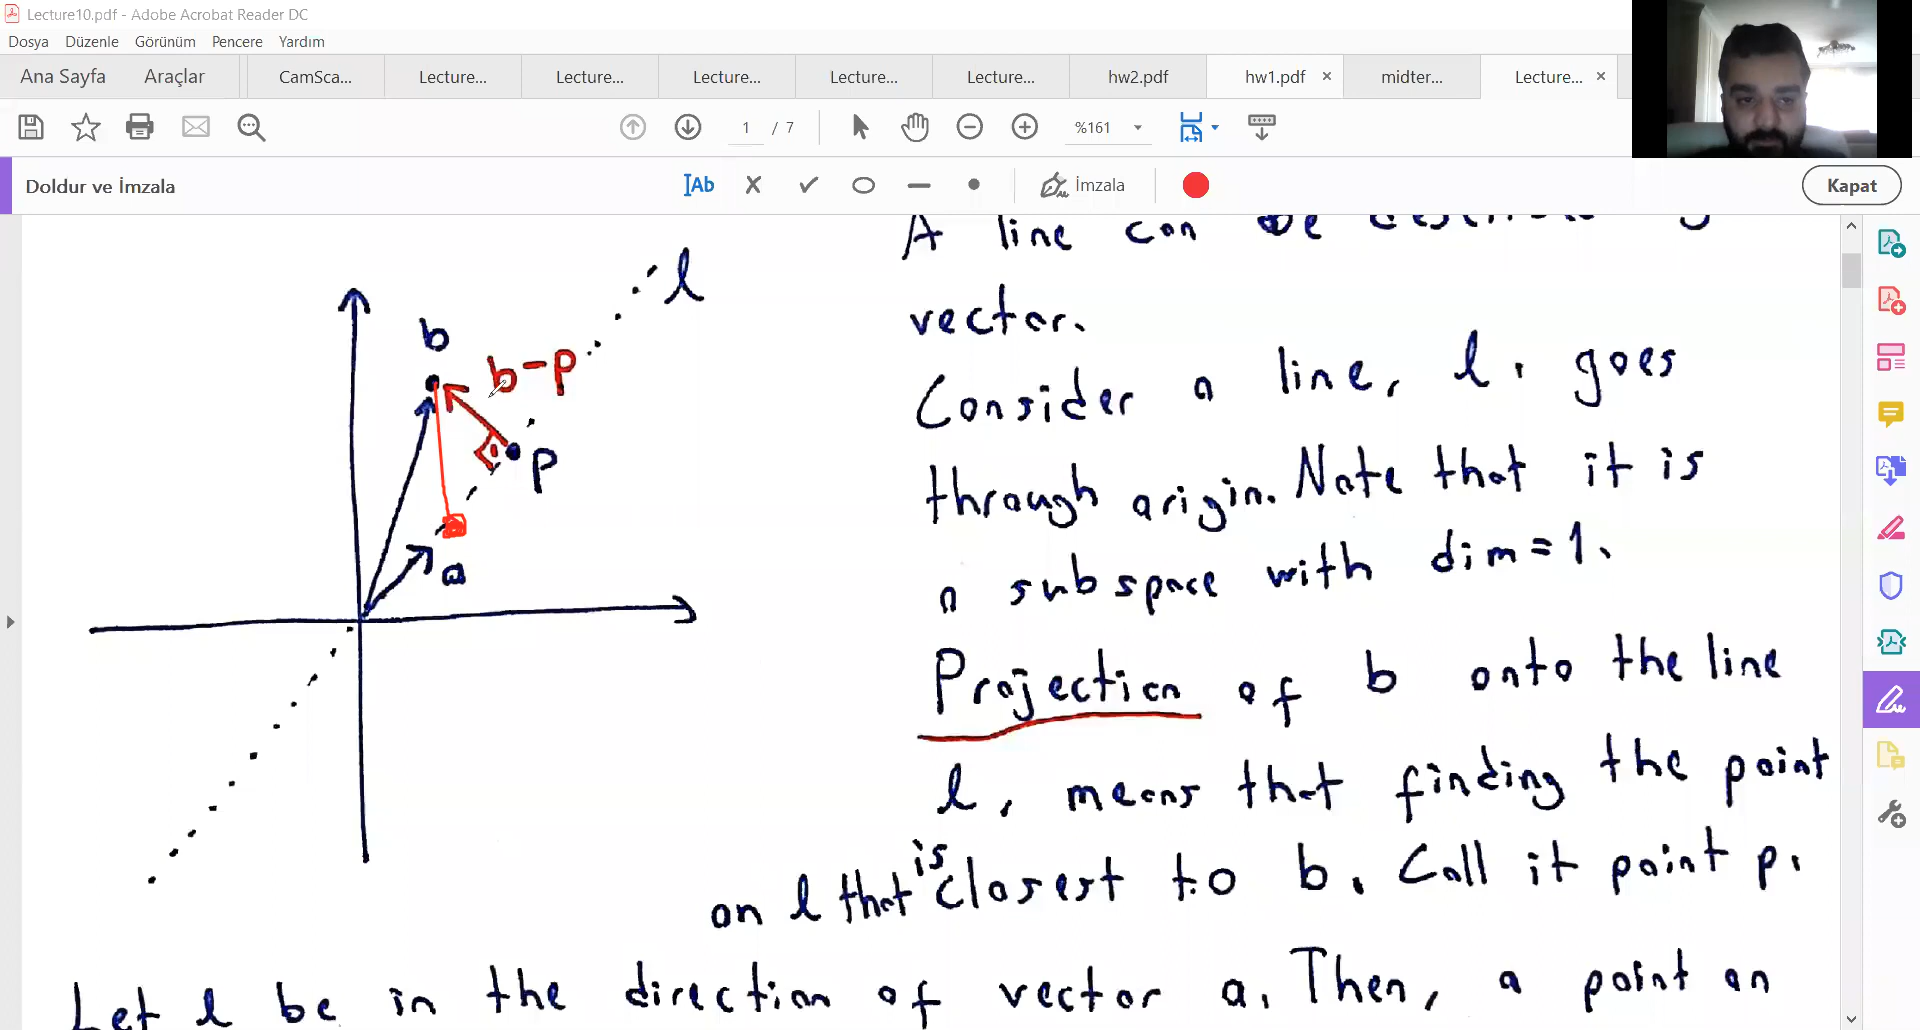 Lecture10.pdf - Adobe Acrobat Reader DC
Dosya Düzenle Görünüm Pencere Yardım
Ana Sayfa Araçlar CamSca... Lecture... Lecture... Lecture... Lecture... Lecture... hw2.pdf hw1.pdf × midter... Lecture... ×
1 / 7 %161
Doldur ve İmzala Ab İmzala Kapat
A line can be
vector.
Consider a line, l, goes
through origin. Note that it is
a subspace with dim=1.
Projection of b onto the line
l, means that finding the point
on l that is closest to b. Call it point p.
Let l be in the direction of vector a. Then, a point on
l
b
b-p
p
a